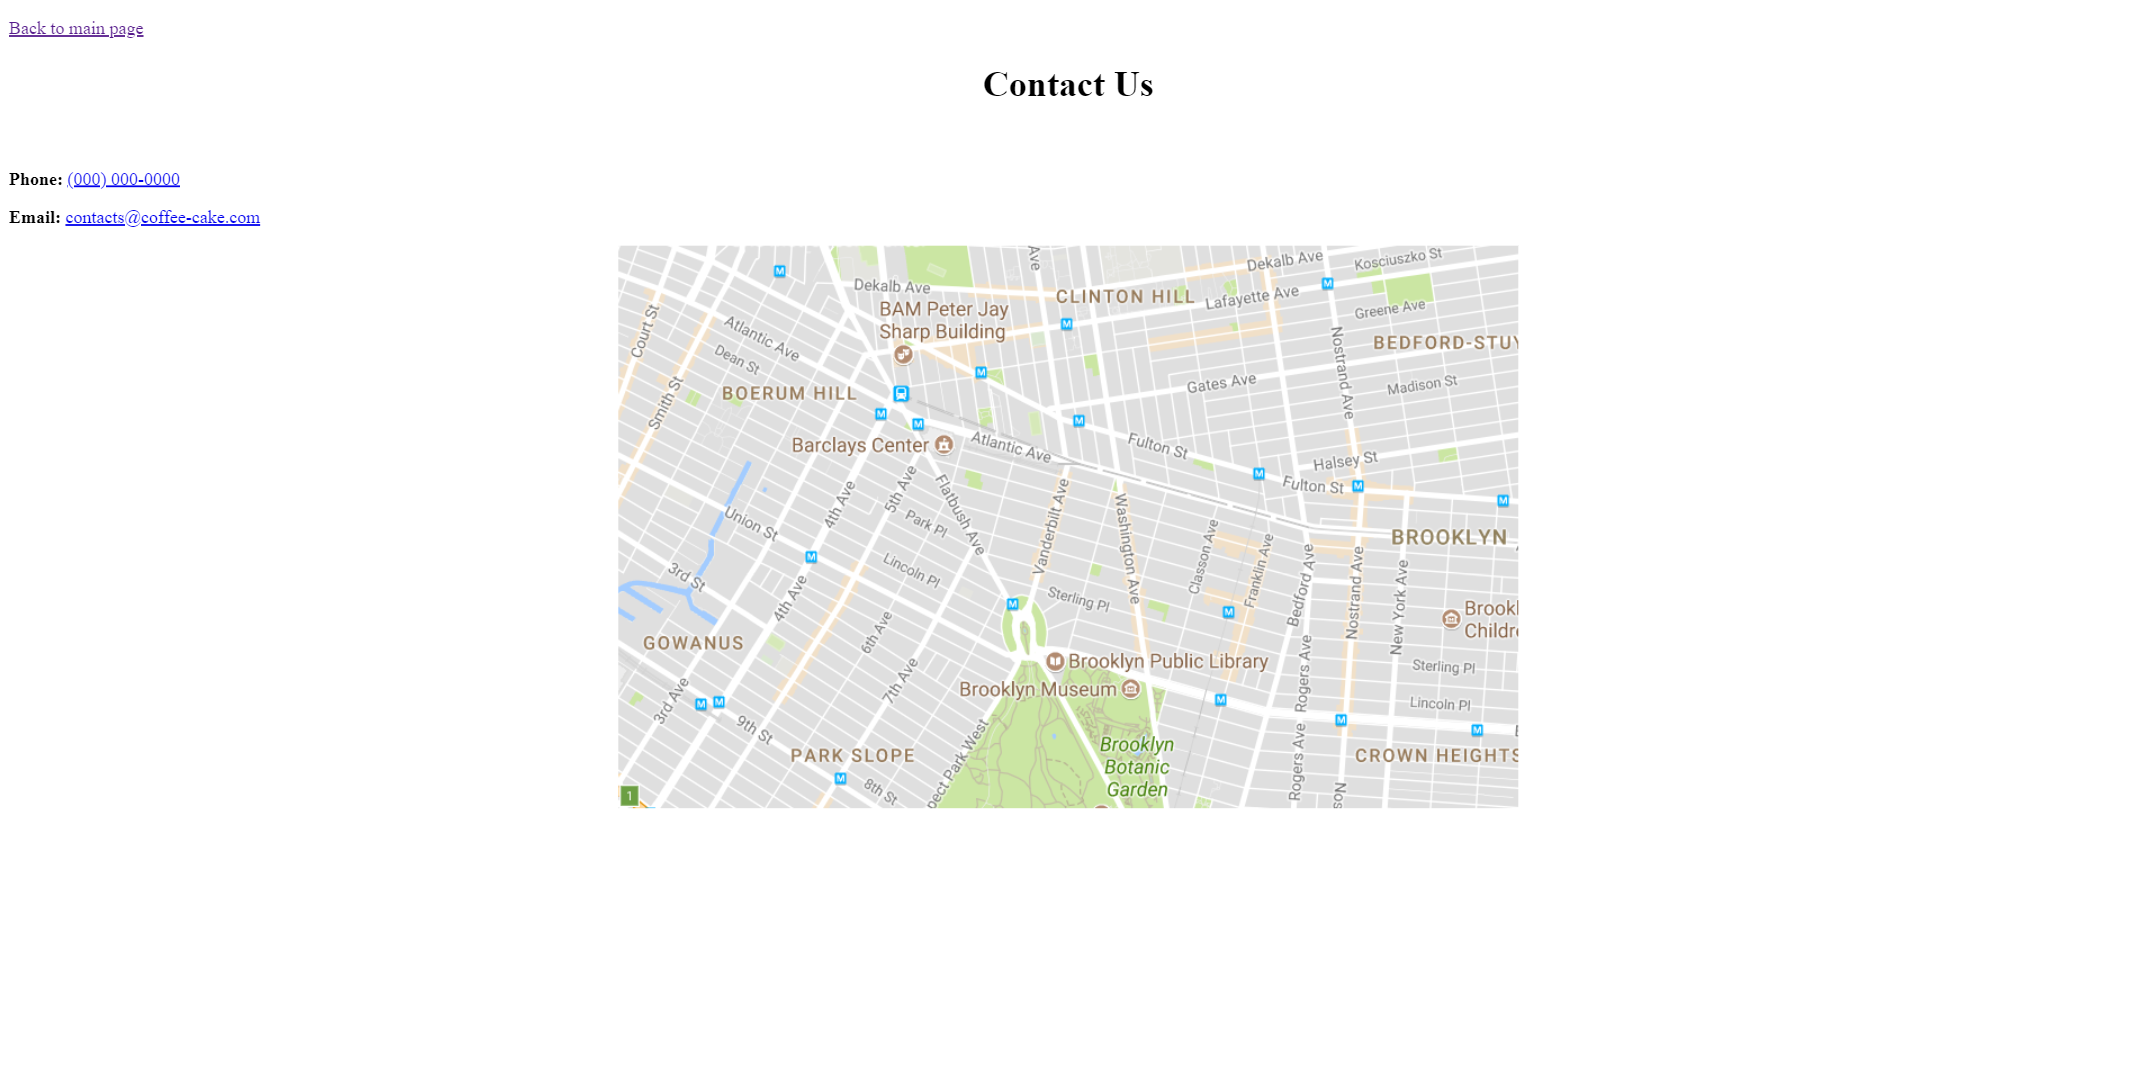 Back to main page
Contact Us
Phone: (000) 000-0000
Email: contacts@coffee-cake.com
Ave
Dekalb Ave
Kosciuszko St
Dekalb Ave
CLINTON HILL
Lafayette Ave
BAM Peter Jay
Sharp Building
Greene Ave
Court St
Atlantic Ave
Dean St
BEDFORD-STUY
Nostrand Ave
Gates Ave
Madison St
BOERUM HILL
Smith St
Barclays Center
Atlantic Ave
Fulton St
Halsey St
Fulton St
4th Ave
5th Ave
Flatbush Ave
Park Pl
Union St
Vanderbilt Ave
Washington Ave
Classon Ave
Franklin Ave
Bedford Ave
Nostrand Ave
New York Ave
BROOKLYN
3rd St
Lincoln Pl
4th Ave
Sterling Pl
Brookl
Childre
GOWANUS
6th Ave
Brooklyn Public Library
Sterling Pl
Brooklyn Museum
7th Ave
Rogers Ave
Lincoln Pl
3rd Ave
9th St
PARK SLOPE
pect Park West
Brooklyn
Botanic
Garden
Rogers Ave
CROWN HEIGHTS
8th St
son
1